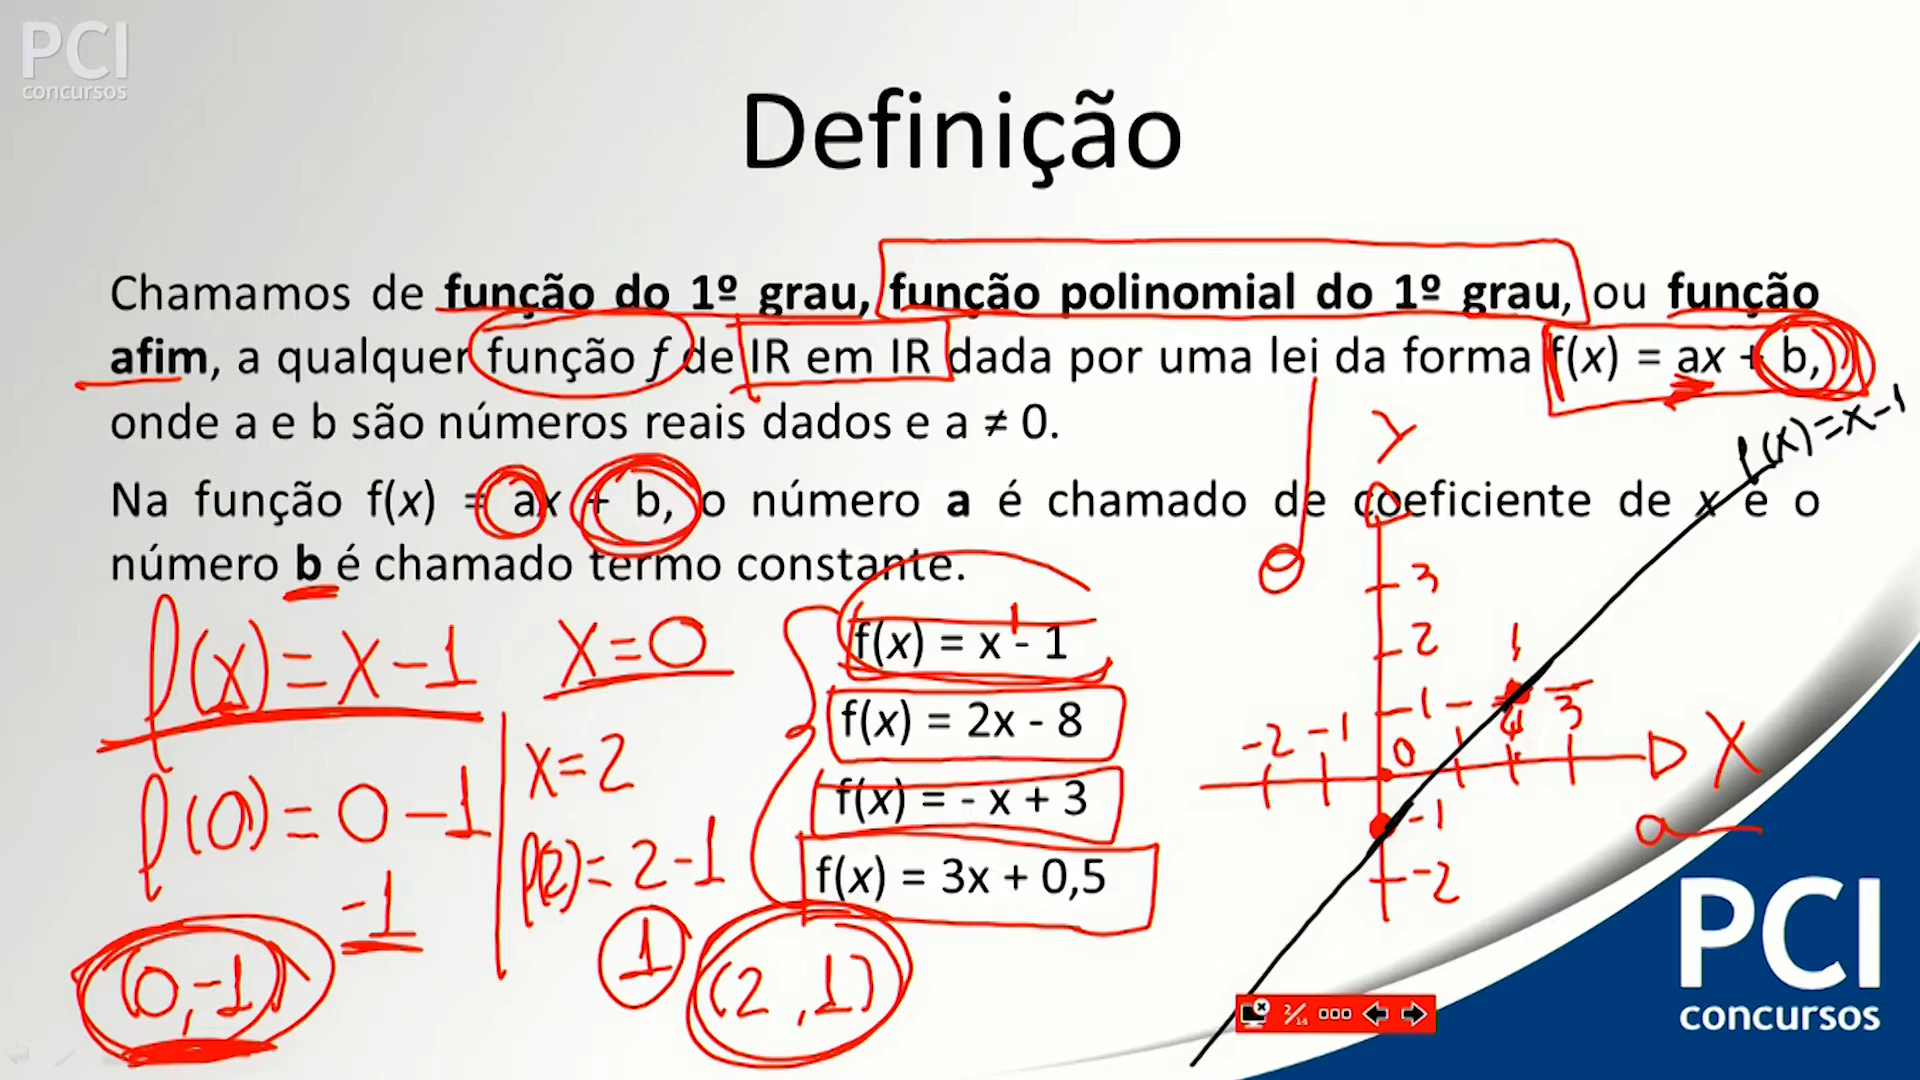 PCI
concursos
Definição
Chamamos de função do 1º grau, função polinomial do 1º grau, ou função
afim, a qualquer função f de IR em IR dada por uma lei da forma f(x) = ax + b,
onde a e b são números reais dados e a ≠ 0.
Na função f(x) = ax + b, o número a é chamado de coeficiente de x e o
número b é chamado termo constante.
f(x) = x - 1
f(x) = 2x - 8
f(x) = - x + 3
f(x) = 3x + 0,5
f(x) = x - 1
x = 0
f(0) = 0 - 1
-1
(0, -1)
x = 2
f(2) = 2 - 1
1
(2, 1)
Y
f(x) = x - 1
3
2
1
1
-2 -1 0 3
X
-1
-2
a
2/14
PCI
concursos